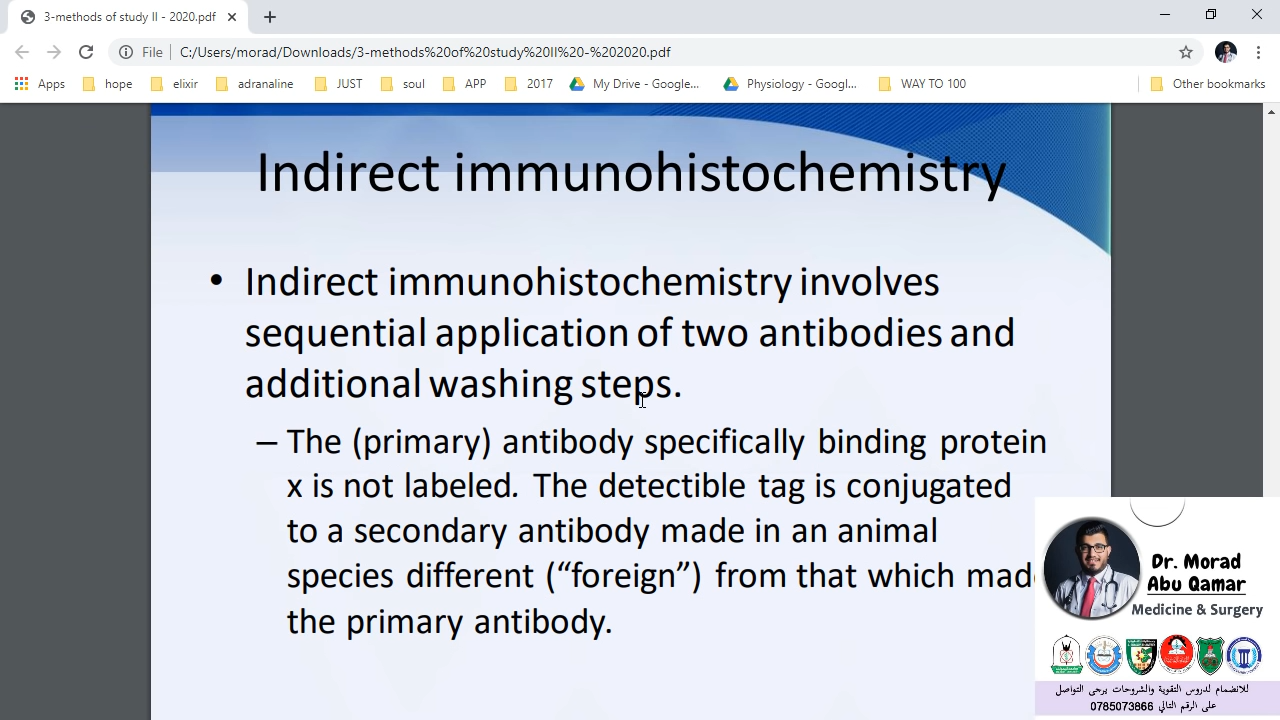 3-methods of study II - 2020.pdf
File | C:/Users/morad/Downloads/3-methods%20of%20study%20II%20-%202020.pdf
Apps hope elixir adranaline JUST soul APP 2017 My Drive - Google... Physiology - Googl... WAY TO 100 Other bookmarks
Indirect immunohistochemistry
• Indirect immunohistochemistry involves
sequential application of two antibodies and
additional washing steps.
– The (primary) antibody specifically binding protein
x is not labeled. The detectible tag is conjugated
to a secondary antibody made in an animal
species different (“foreign”) from that which mad
the primary antibody.
Dr. Morad
Abu Qamar
Medicine & Surgery
للانضمام لدروس التقوية والشروحات يرجى التواصل
على الرقم التالي 0785073866